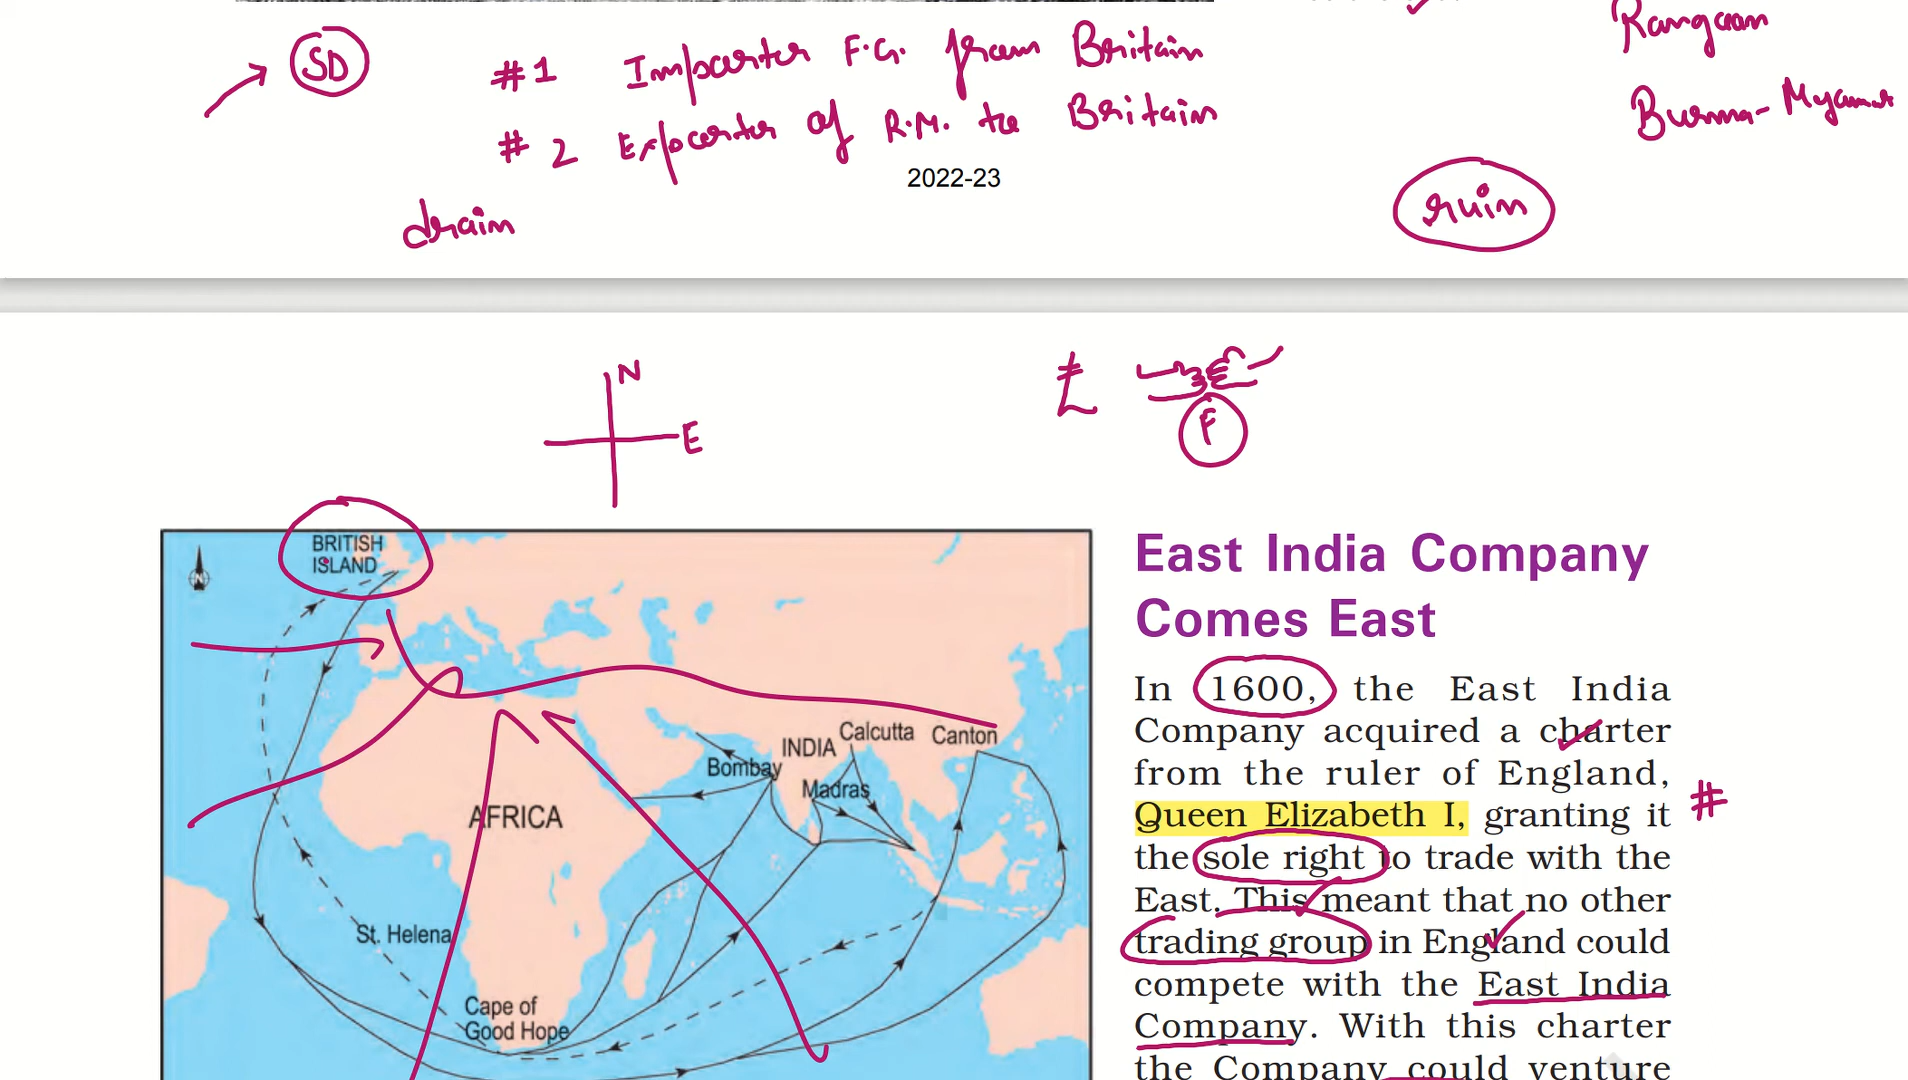 Rangoon
SD
#1 Importer F.G. from Britain
Burma-Myanmar
#2 Exporter of R.M. to Britain
2022-23
ruin
drain
N
E
F
BRITISH
ISLAND
N
INDIA
Calcutta
Canton
Bombay
Madras
AFRICA
St. Helena
Cape of
Good Hope
East India Company
Comes East
In 1600, the East India
Company acquired a charter
from the ruler of England,
Queen Elizabeth I, granting it #
the sole right to trade with the
East. This meant that no other
trading group in England could
compete with the East India
Company. With this charter
the Company could venture